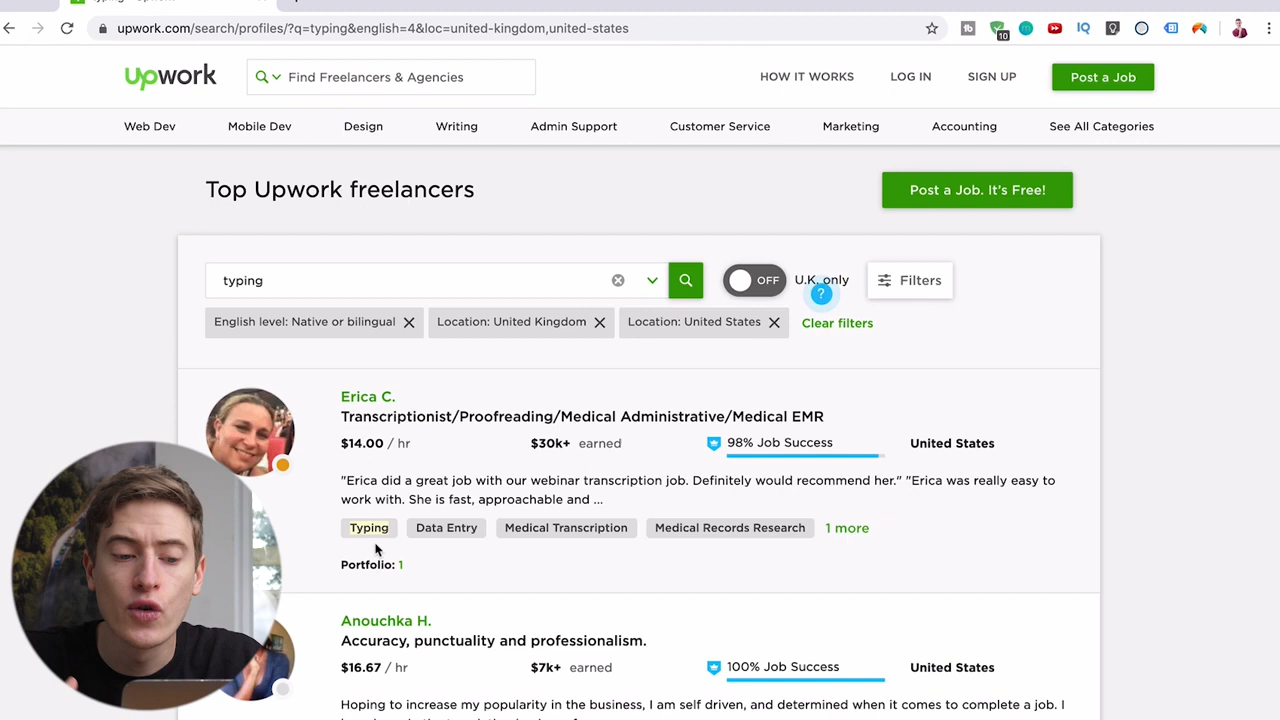 upwork.com/search/profiles/?q=typing&english=4&loc=united-kingdom,united-states
10
IQ
upwork
Find Freelancers & Agencies
HOW IT WORKS
LOG IN
SIGN UP
Post a Job
Web Dev
Mobile Dev
Design
Writing
Admin Support
Customer Service
Marketing
Accounting
See All Categories
Top Upwork freelancers
Post a Job. It's Free!
typing
OFF
U.K. only
?
Filters
English level: Native or bilingual
Location: United Kingdom
Location: United States
Clear filters
Erica C.
Transcriptionist/Proofreading/Medical Administrative/Medical EMR
$14.00 / hr
$30k+ earned
98% Job Success
United States
"Erica did a great job with our webinar transcription job. Definitely would recommend her." "Erica was really easy to
work with. She is fast, approachable and ...
Typing
Data Entry
Medical Transcription
Medical Records Research
1 more
Portfolio: 1
Anouchka H.
Accuracy, punctuality and professionalism.
$16.67 / hr
$7k+ earned
100% Job Success
United States
Hoping to increase my popularity in the business, I am self driven, and determined when it comes to complete a job. I